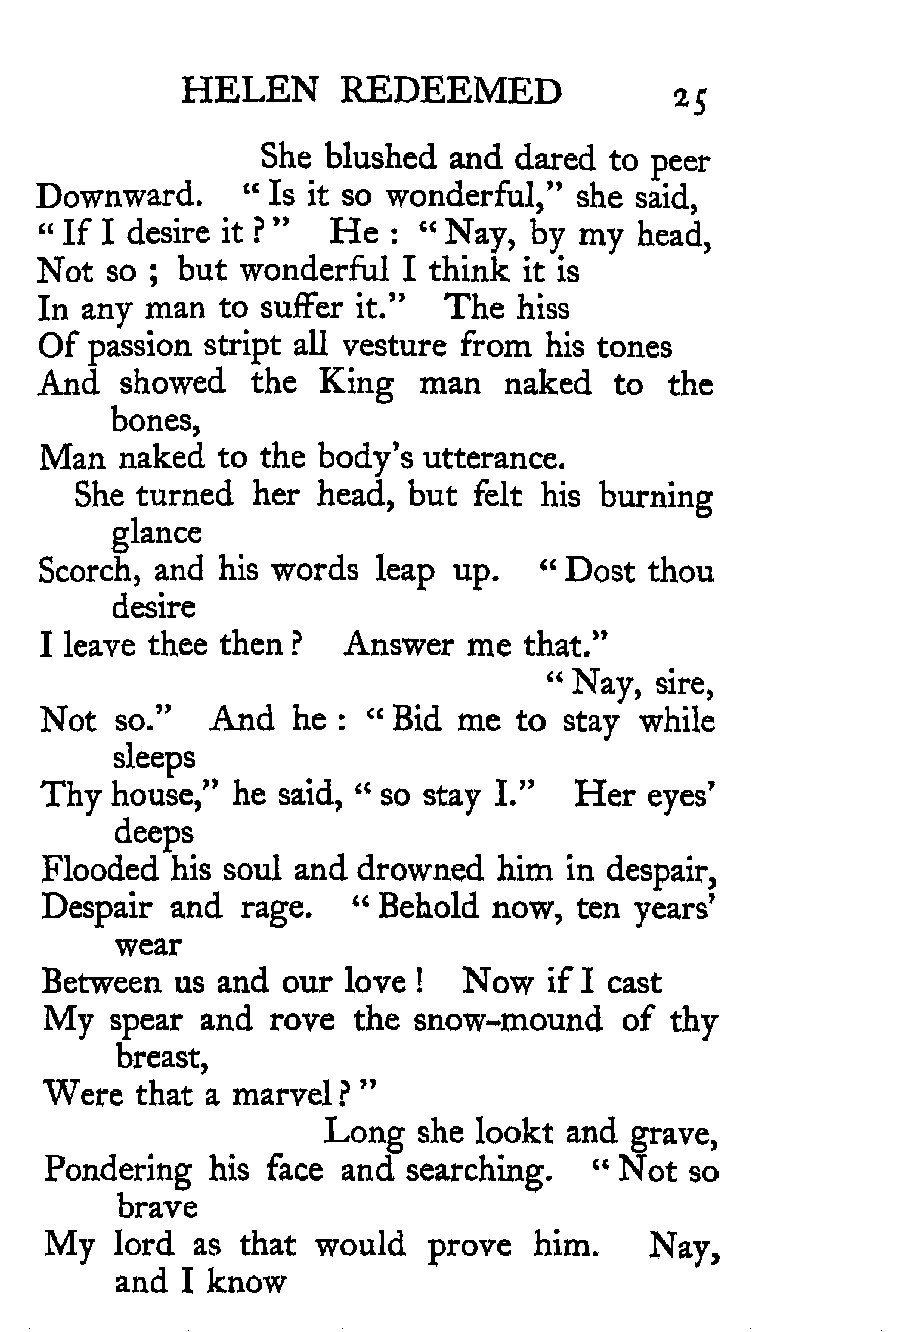 HELEN REDEEMED 25
She blushed and dared to peer
Downward. “Is it so wonderful,” she said,
“If I desire it?” He: “Nay, by my head,
Not so; but wonderful I think it is
In any man to suffer it.” The hiss
Of passion stript all vesture from his tones
And showed the King man naked to the
bones,
Man naked to the body’s utterance.
She turned her head, but felt his burning
glance
Scorch, and his words leap up. “Dost thou
desire
I leave thee then? Answer me that.”
“Nay, sire,
Not so.” And he: “Bid me to stay while
sleeps
Thy house,” he said, “so stay I.” Her eyes’
deeps
Flooded his soul and drowned him in despair,
Despair and rage. “Behold now, ten years’
wear
Between us and our love! Now if I cast
My spear and rove the snow-mound of thy
breast,
Were that a marvel?”
Long she lookt and grave,
Pondering his face and searching. “Not so
brave
My lord as that would prove him. Nay,
and I know